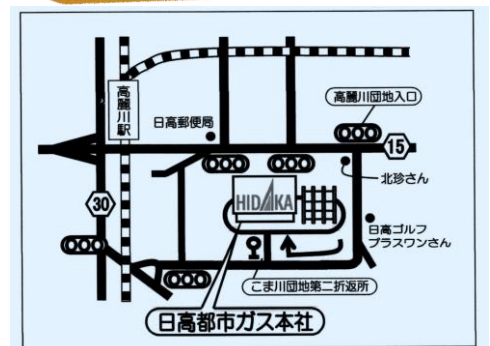 高麗川団地入口
高麗川駅
日高郵便局
15
北珍さん
HIDAKA
30
日高ゴルフ
プラスワンさん
こま川団地第二折返所
日高都市ガス本社